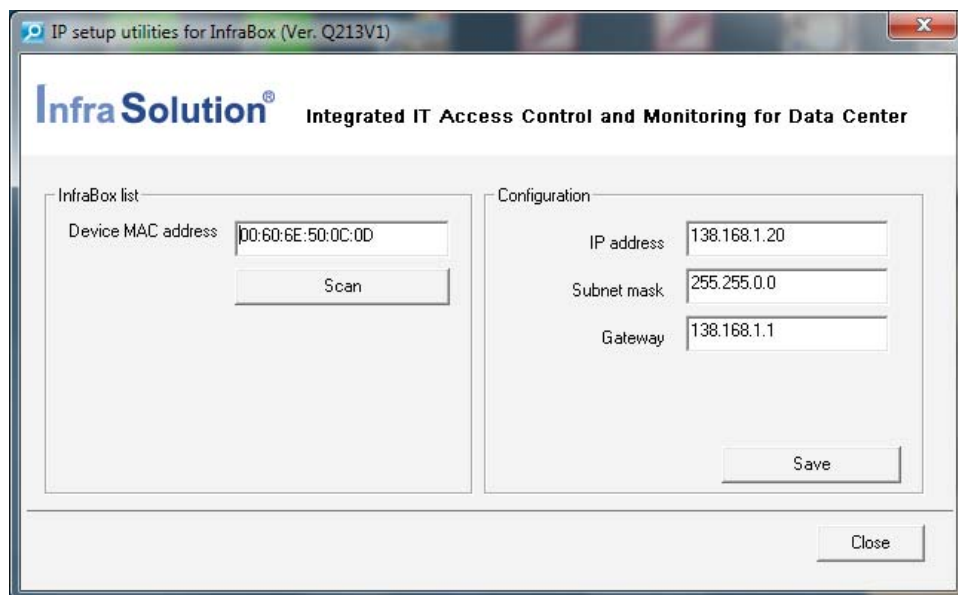 IP setup utilities for InfraBox (Ver. Q213V1)
InfraSolution® Integrated IT Access Control and Monitoring for Data Center
InfraBox list
Device MAC address 00:60:6E:50:0C:0D
Scan
Configuration
IP address 138.168.1.20
Subnet mask 255.255.0.0
Gateway 138.168.1.1
Save
Close